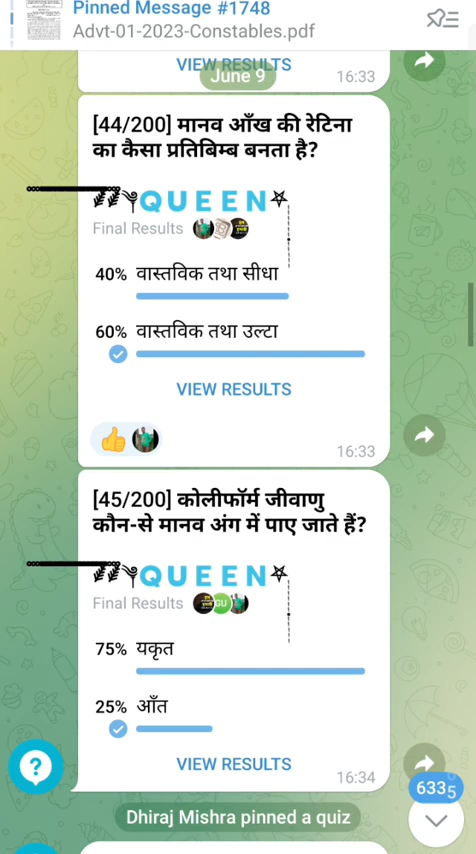 Pinned Message #1748
Advt-01-2023-Constables.pdf
VIEW RESULTS
June 9
16:33
[44/200] मानव आँख की रेटिना
का कैसा प्रतिबिम्ब बनता है?
QUEEN
Final Results
40% वास्तविक तथा सीधा
60% वास्तविक तथा उल्टा
VIEW RESULTS
16:33
[45/200] कोलीफॉर्म जीवाणु
कौन-से मानव अंग में पाए जाते हैं?
QUEEN
Final Results
GU
75% यकृत
25% आँत
VIEW RESULTS
16:34
?
Dhiraj Mishra pinned a quiz